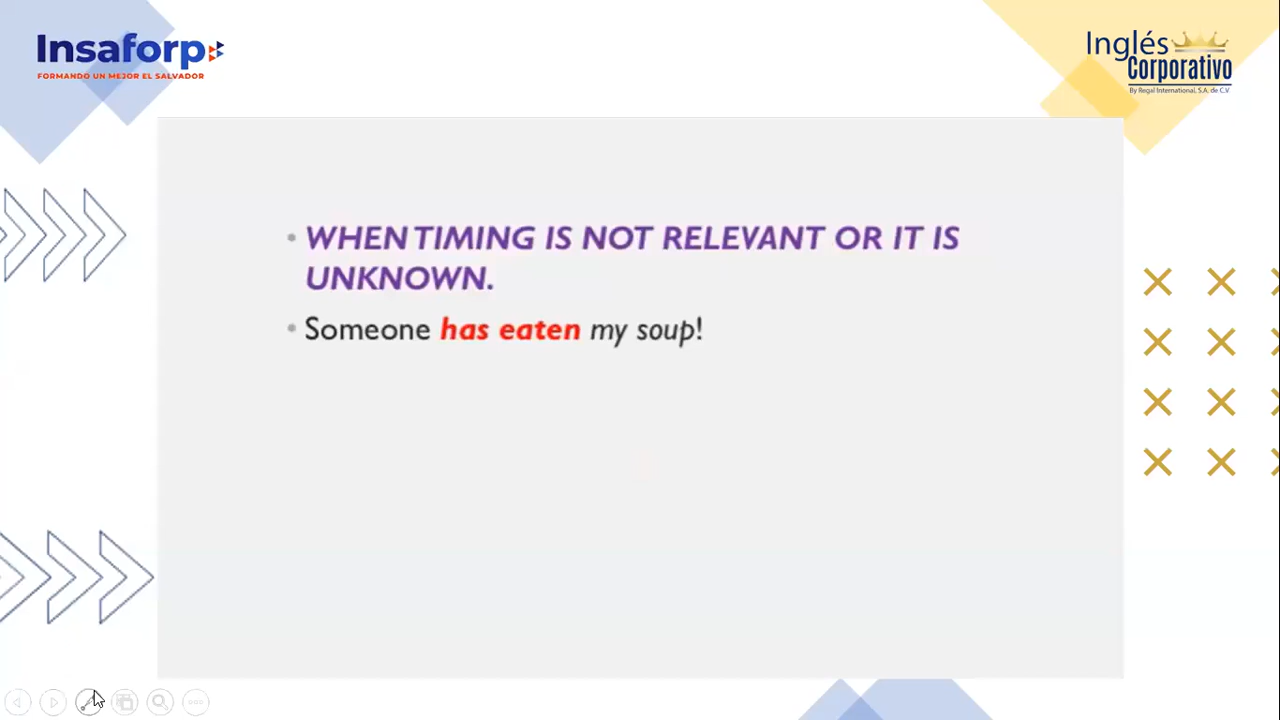 Insaforp
FORMANDO UN MEJOR EL SALVADOR
Inglés
Corporativo
By Regal International, S.A. de C.V
• WHEN TIMING IS NOT RELEVANT OR IT IS
UNKNOWN.
• Someone has eaten my soup!